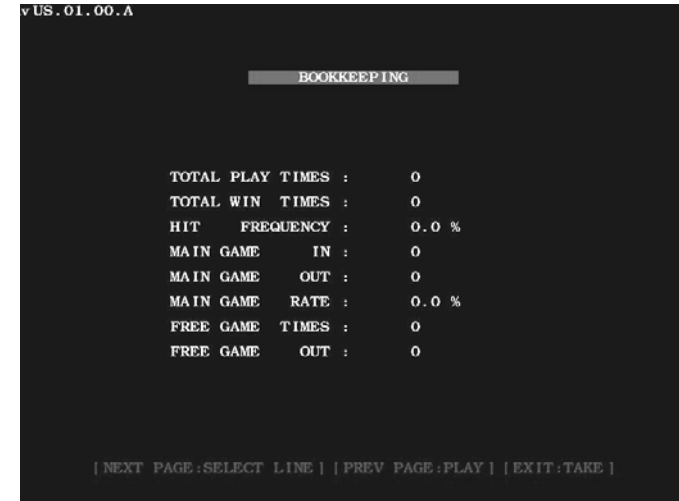 v US.01.00.A
BOOKKEEPING
TOTAL PLAY TIMES : 0
TOTAL WIN TIMES : 0
HIT FREQUENCY : 0.0 %
MAIN GAME IN : 0
MAIN GAME OUT : 0
MAIN GAME RATE : 0.0 %
FREE GAME TIMES : 0
FREE GAME OUT : 0
[NEXT PAGE:SELECT LINE] [PREV PAGE:PLAY] [EXIT:TAKE]